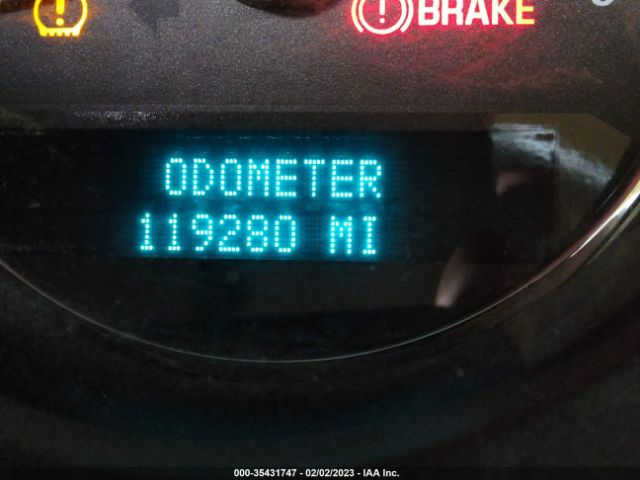 BRAKE
ODOMETER
119280 MI
000-35431747 - 02/02/2023 - IAA Inc.